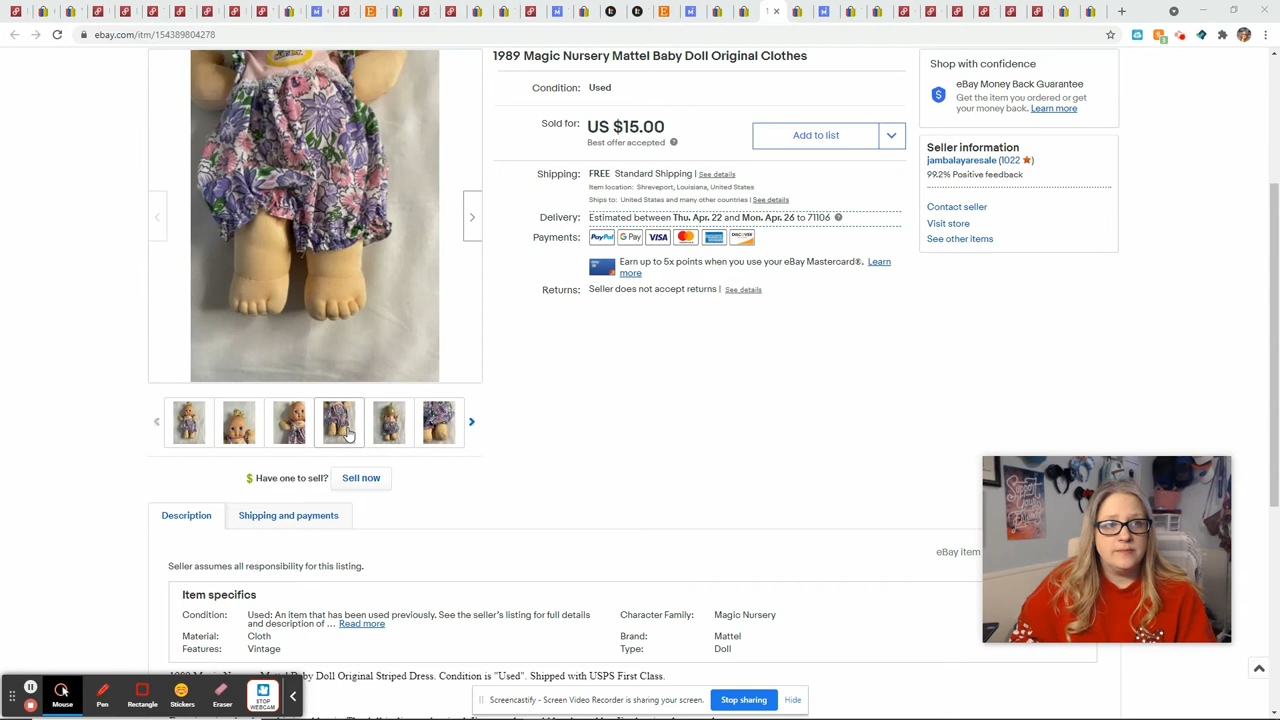 ebay.com/itm/154389804278
1989 Magic Nursery Mattel Baby Doll Original Clothes
Condition: Used
Sold for: US $15.00
Best offer accepted
Add to list
Shipping: FREE Standard Shipping | See details
Item location: Shreveport, Louisiana, United States
Ships to: United States and many other countries | See details
Delivery: Estimated between Thu. Apr. 22 and Mon. Apr. 26 to 71106
Payments: PayPal G Pay VISA
DISCOVER
Earn up to 5x points when you use your eBay Mastercard®. Learn
more
Returns: Seller does not accept returns | See details
Shop with confidence
eBay Money Back Guarantee
Get the item you ordered or get
your money back. Learn more
Seller information
jambalayaresale (1022 )
99.2% Positive feedback
Contact seller
Visit store
See other items
$ Have one to sell? Sell now
Description
Shipping and payments
eBay item
Seller assumes all responsibility for this listing.
Item specifics
Condition: Used: An item that has been used previously. See the seller's listing for full details
and description of ... Read more
Character Family: Magic Nursery
Material: Cloth
Brand: Mattel
Features: Vintage
Type: Doll
Baby Doll Original Striped Dress. Condition is "Used". Shipped with USPS First Class.
Support
Your
Mouse
Pen
Rectangle
Stickers
Eraser
STOP
WEBCAM
Screencastify - Screen Video Recorder is sharing your screen.
Stop sharing
Hide